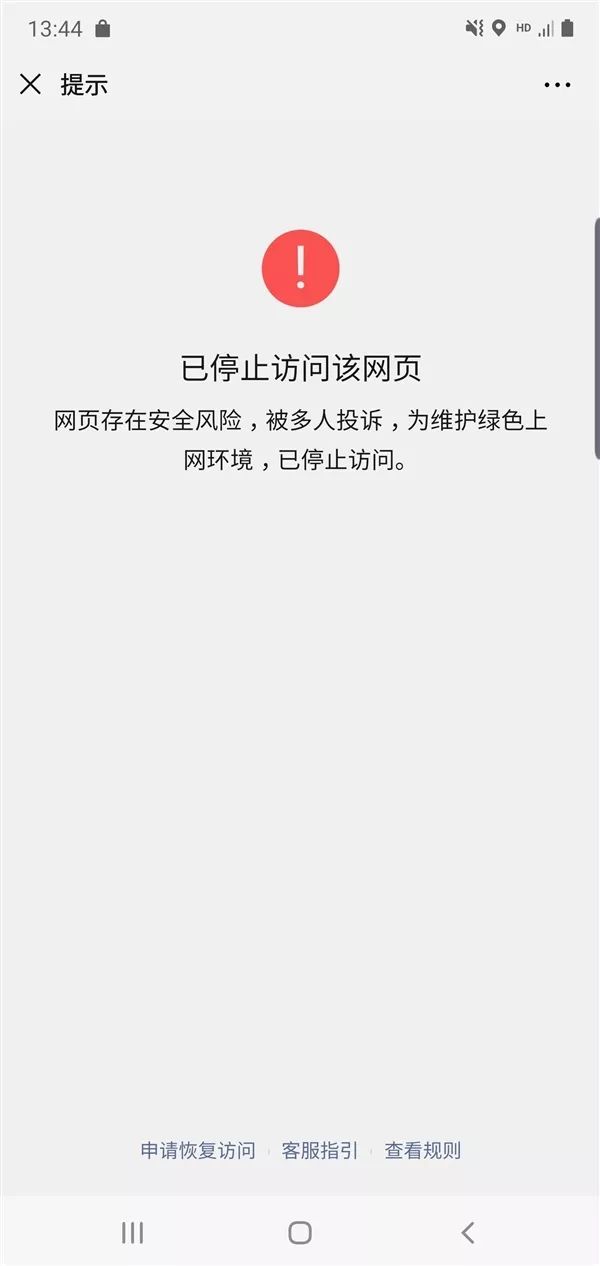 13:44 HD
提示
已停止访问该网页
网页存在安全风险，被多人投诉，为维护绿色上
网环境，已停止访问。
申请恢复访问 客服指引 查看规则